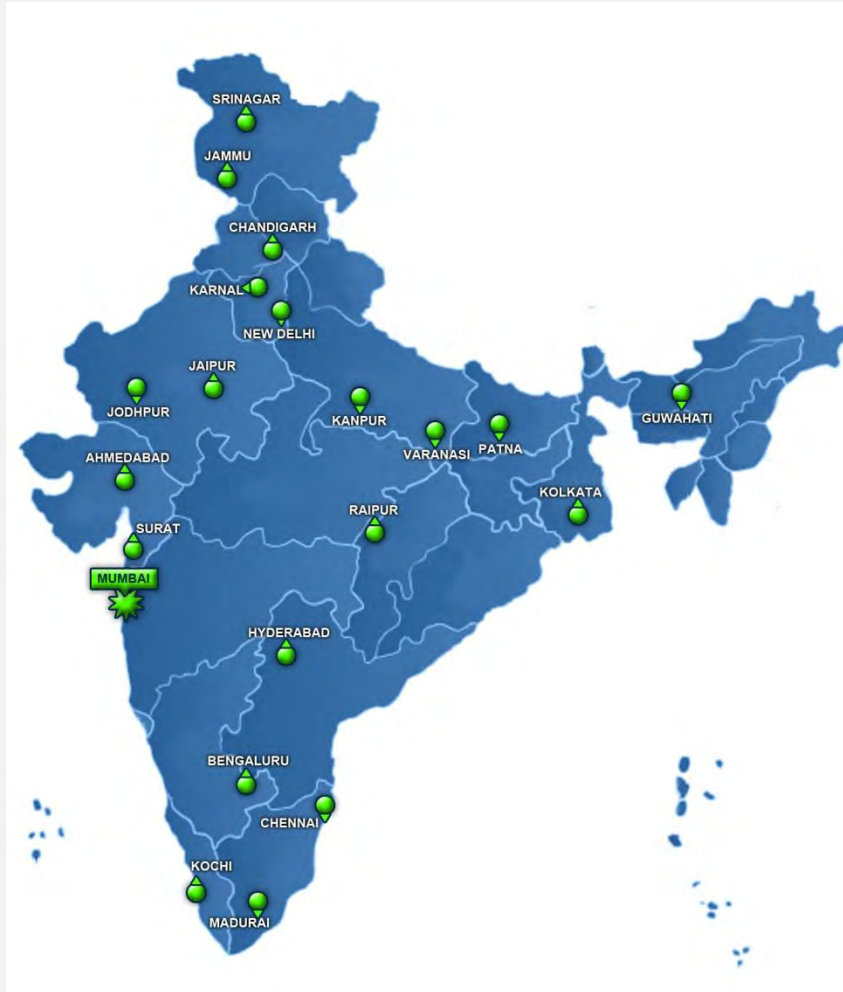 SRINAGAR
JAMMU
CHANDIGARH
KARNAL
NEW DELHI
JAIPUR
JODHPUR
KANPUR
GUWAHATI
VARANASI
PATNA
AHMEDABAD
KOLKATA
RAIPUR
SURAT
MUMBAI
HYDERABAD
BENGALURU
CHENNAI
KOCHI
MADURAI